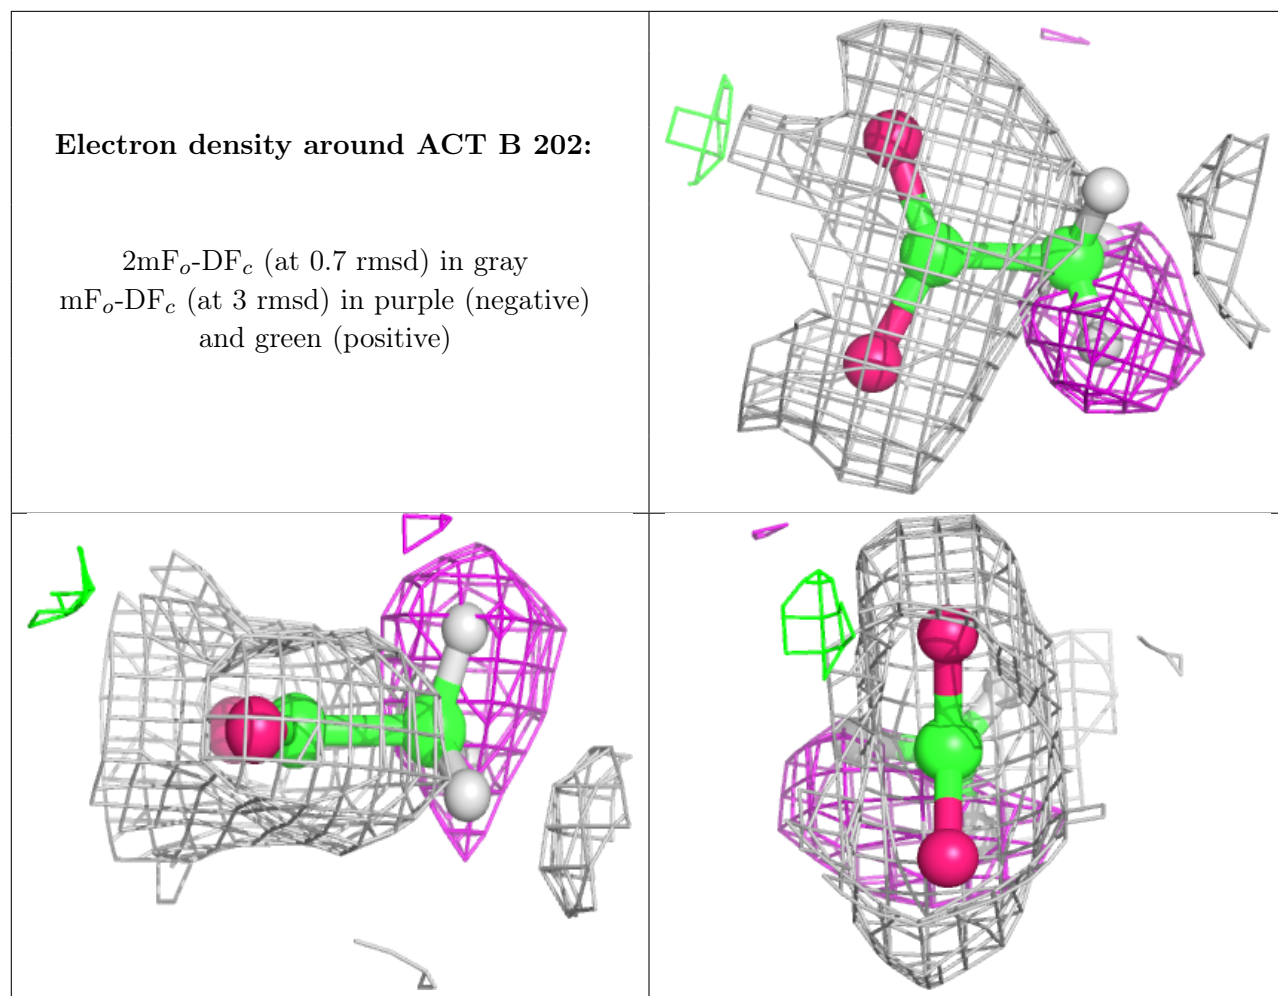 Electron density around ACT B 202:
2mFo-DFc (at 0.7 rmsd) in gray
mFo-DFc (at 3 rmsd) in purple (negative)
and green (positive)